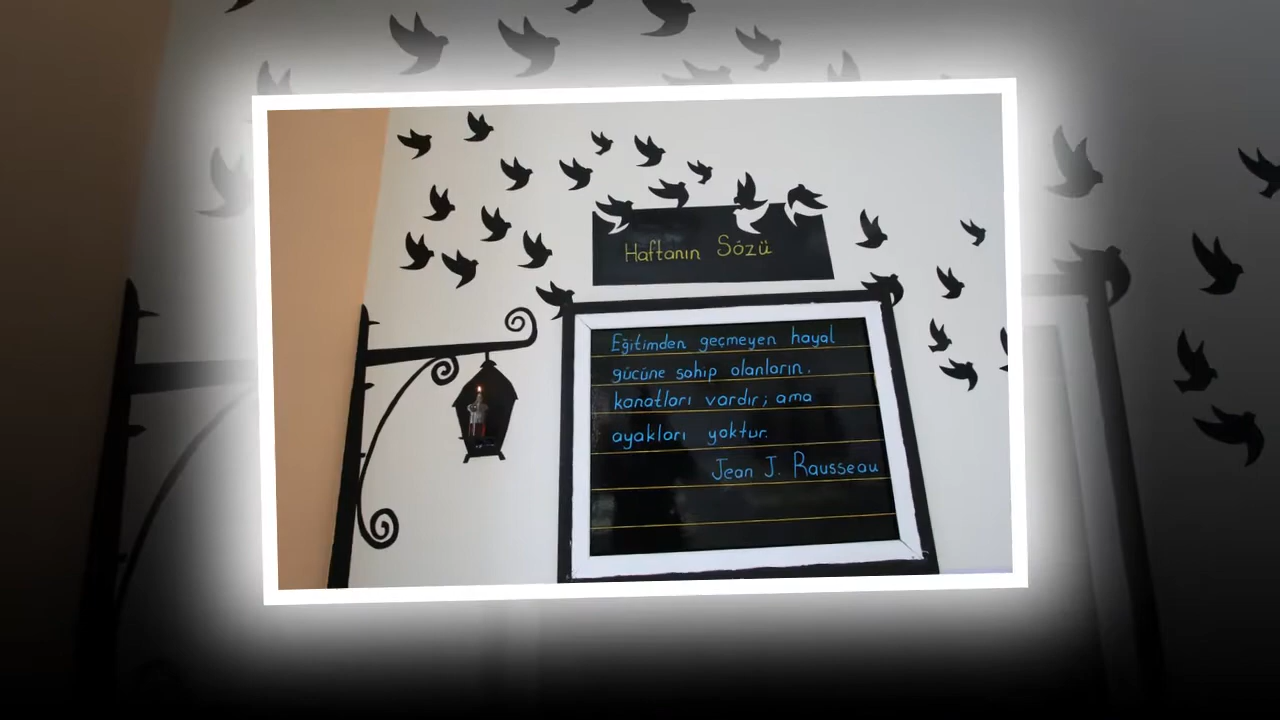 Haftanın Sözü
Eğitimden geçmeyen hayal
gücüne sahip olanların,
kanatları vardır; ama
ayakları yoktur.
Jean J. Rausseau